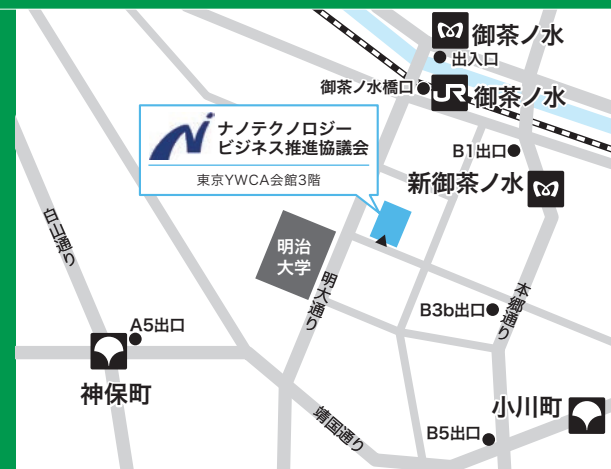 御茶ノ水
出入口
御茶ノ水橋口
JR
御茶ノ水
ナノテクノロジー
ビジネス推進協議会
東京YWCA会館3階
B1出口
新御茶ノ水
白山通り
明治
大学
明大通り
本郷通り
B3b出口
A5出口
神保町
小川町
靖国通り
B5出口